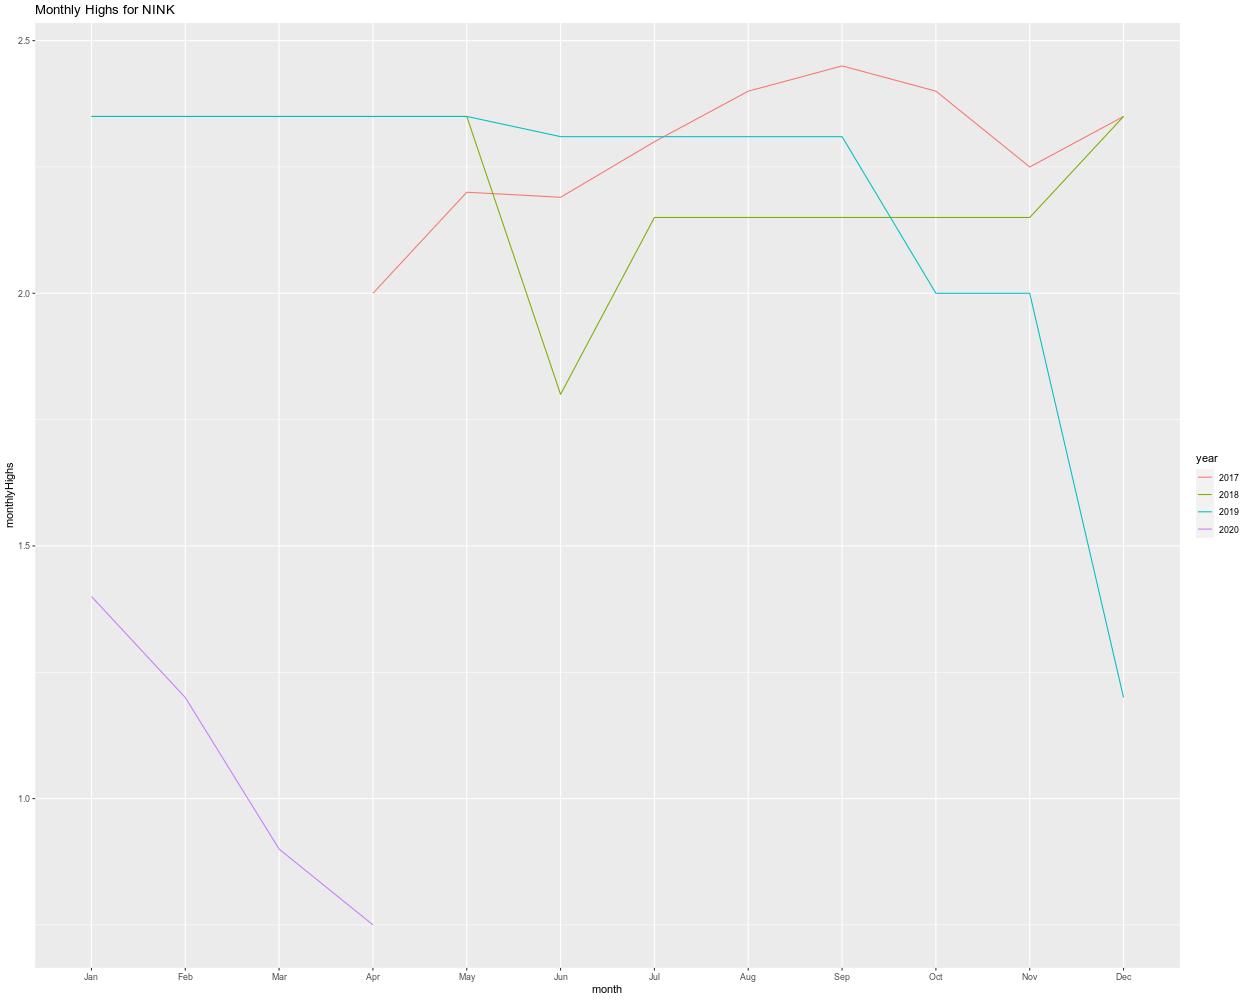 Monthly Highs for NINK
2.5
2.0
1.5
1.0
monthlyHighs
Jan Feb Mar Apr May Jun Jul Aug Sep Oct Nov Dec
month
year
2017
2018
2019
2020